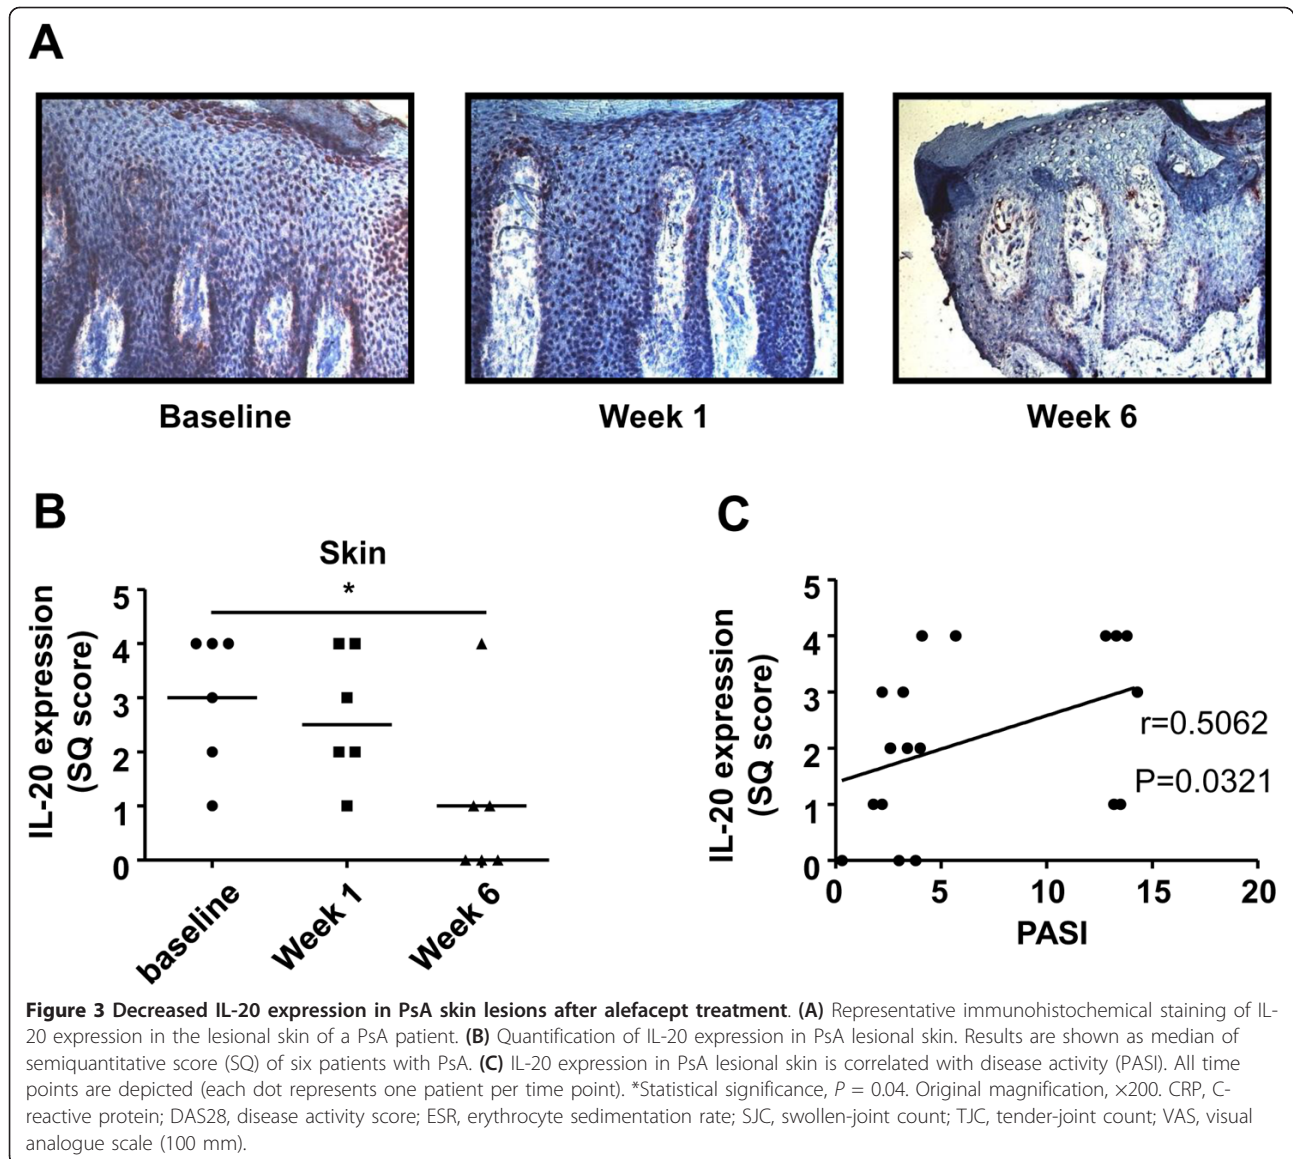 A
Baseline
Week 1
Week 6
B
Skin
*
IL-20 expression
(SQ score)
5
4
3
2
1
0
baseline
Week 1
Week 6
C
IL-20 expression
(SQ score)
5
4
3
2
1
0
r=0.5062
P=0.0321
0
5
10
15
20
PASI
Figure 3 Decreased IL-20 expression in PsA skin lesions after alefacept treatment. (A) Representative immunohistochemical staining of IL-
20 expression in the lesional skin of a PsA patient. (B) Quantification of IL-20 expression in PsA lesional skin. Results are shown as median of
semiquantitative score (SQ) of six patients with PsA. (C) IL-20 expression in PsA lesional skin is correlated with disease activity (PASI). All time
points are depicted (each dot represents one patient per time point). *Statistical significance, P = 0.04. Original magnification, ×200. CRP, C-
reactive protein; DAS28, disease activity score; ESR, erythrocyte sedimentation rate; SJC, swollen-joint count; TJC, tender-joint count; VAS, visual
analogue scale (100 mm).